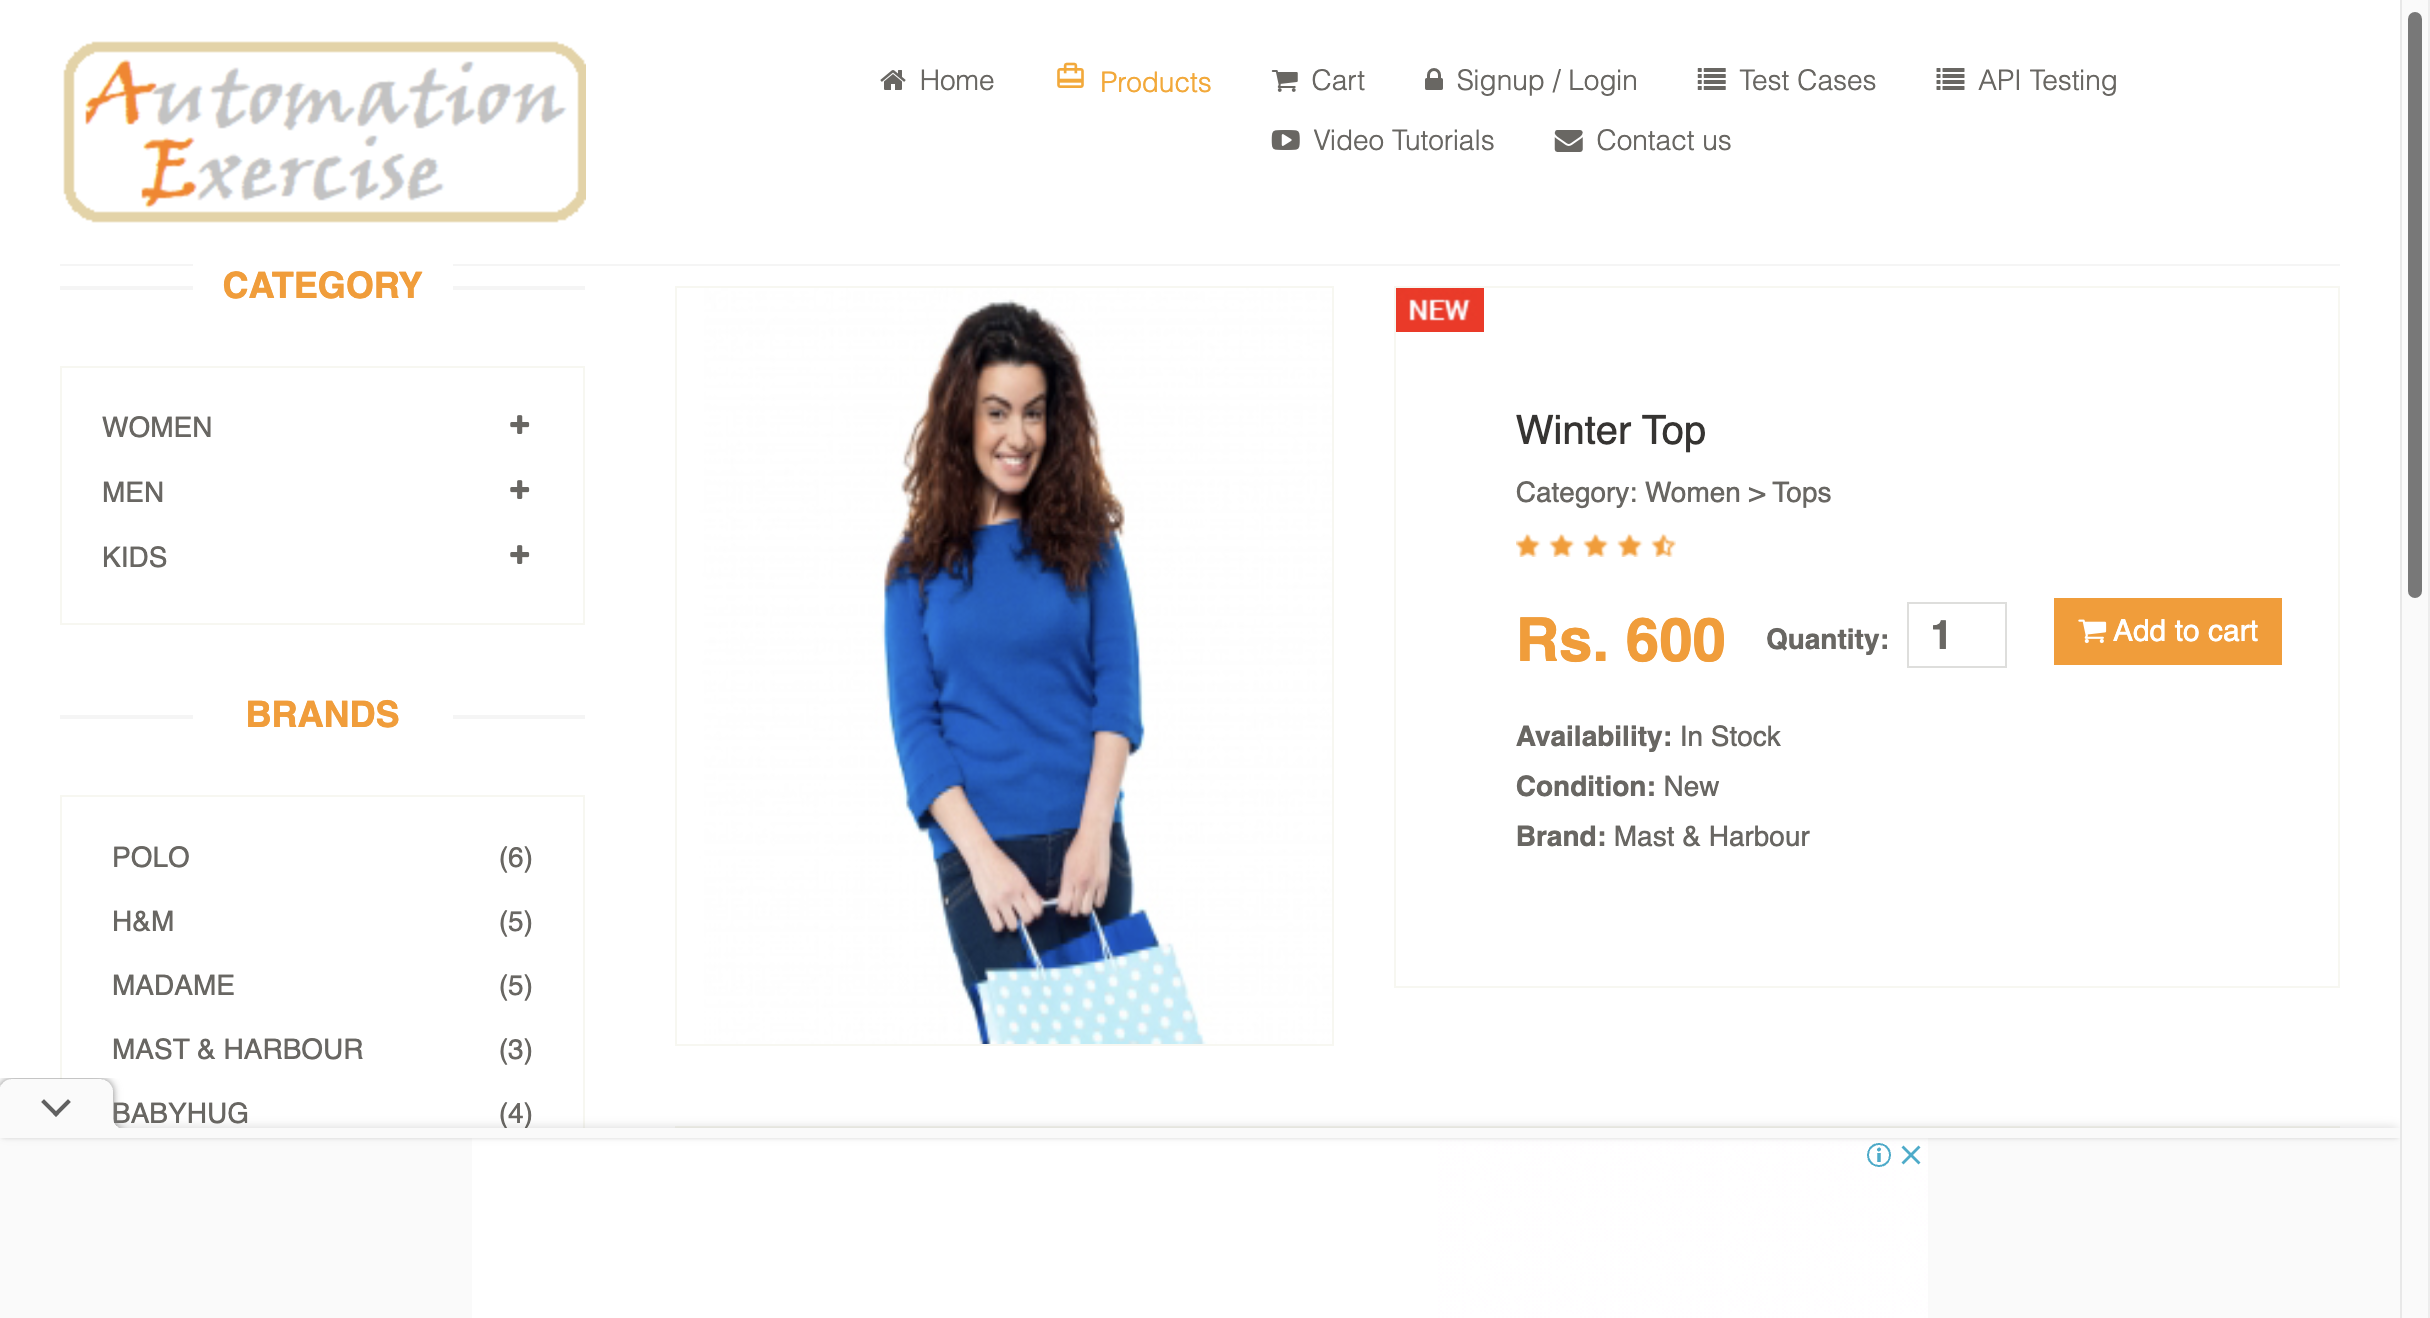 Automation
Exercise
Home
Products
Cart
Signup / Login
Test Cases
API Testing
Video Tutorials
Contact us
CATEGORY
WOMEN
MEN
KIDS
BRANDS
POLO (6)
H&M (5)
MADAME (5)
MAST & HARBOUR (3)
BABYHUG (4)
NEW
Winter Top
Category: Women > Tops
Rs. 600 Quantity: 1 Add to cart
Availability: In Stock
Condition: New
Brand: Mast & Harbour